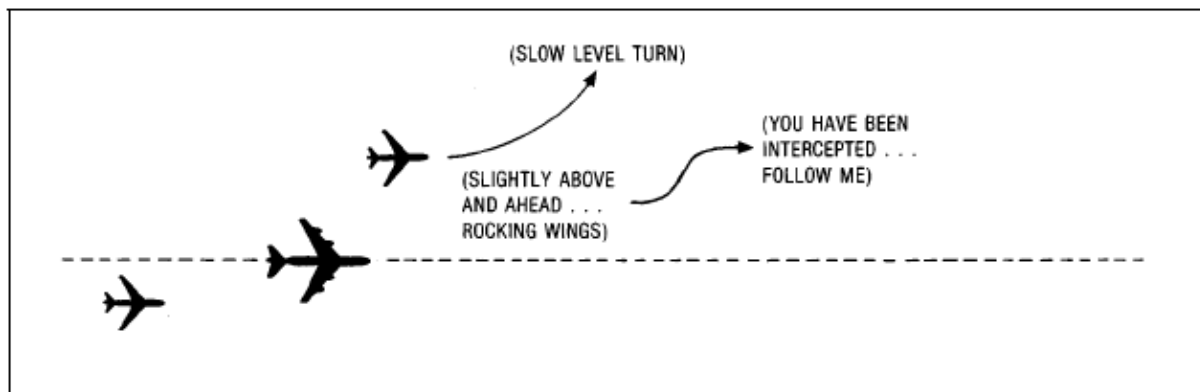 (SLOW LEVEL TURN)
(YOU HAVE BEEN
INTERCEPTED . . .
FOLLOW ME)
(SLIGHTLY ABOVE
AND AHEAD . . .
ROCKING WINGS)